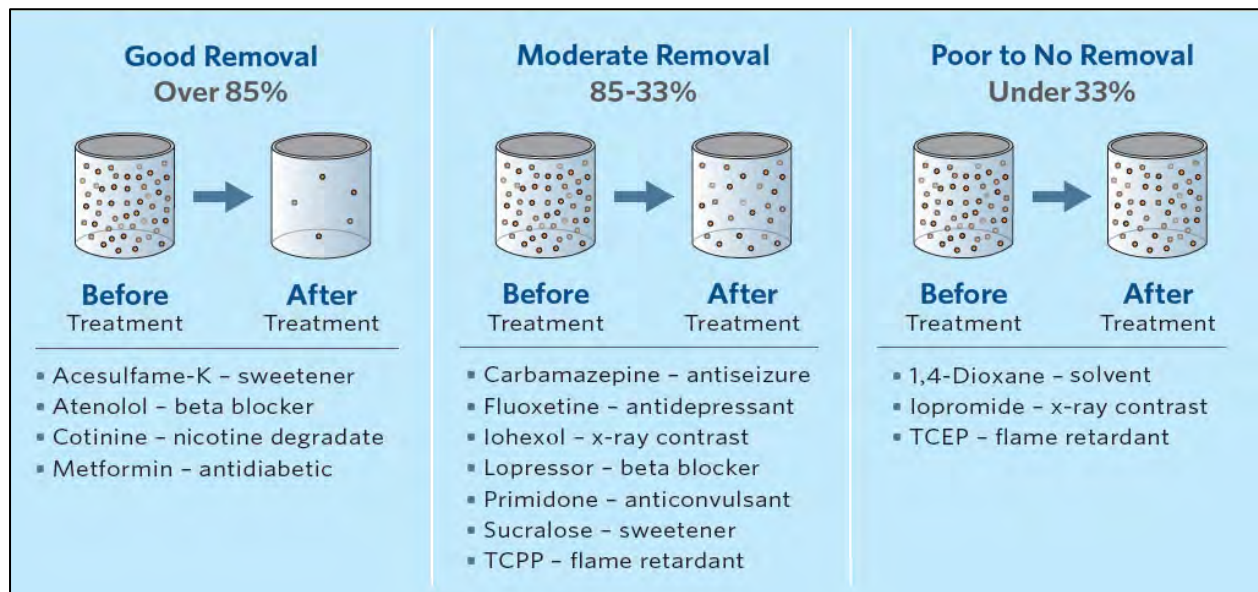 Good Removal
Over 85%
Before
Treatment
After
Treatment
▪ Acesulfame-K – sweetener
▪ Atenolol – beta blocker
▪ Cotinine – nicotine degradate
▪ Metformin – antidiabetic
Moderate Removal
85-33%
Before
Treatment
After
Treatment
▪ Carbamazepine – antiseizure
▪ Fluoxetine – antidepressant
▪ Iohexol – x-ray contrast
▪ Lopressor – beta blocker
▪ Primidone – anticonvulsant
▪ Sucralose – sweetener
▪ TCPP – flame retardant
Poor to No Removal
Under 33%
Before
Treatment
After
Treatment
▪ 1,4-Dioxane – solvent
▪ Iopromide – x-ray contrast
▪ TCEP – flame retardant